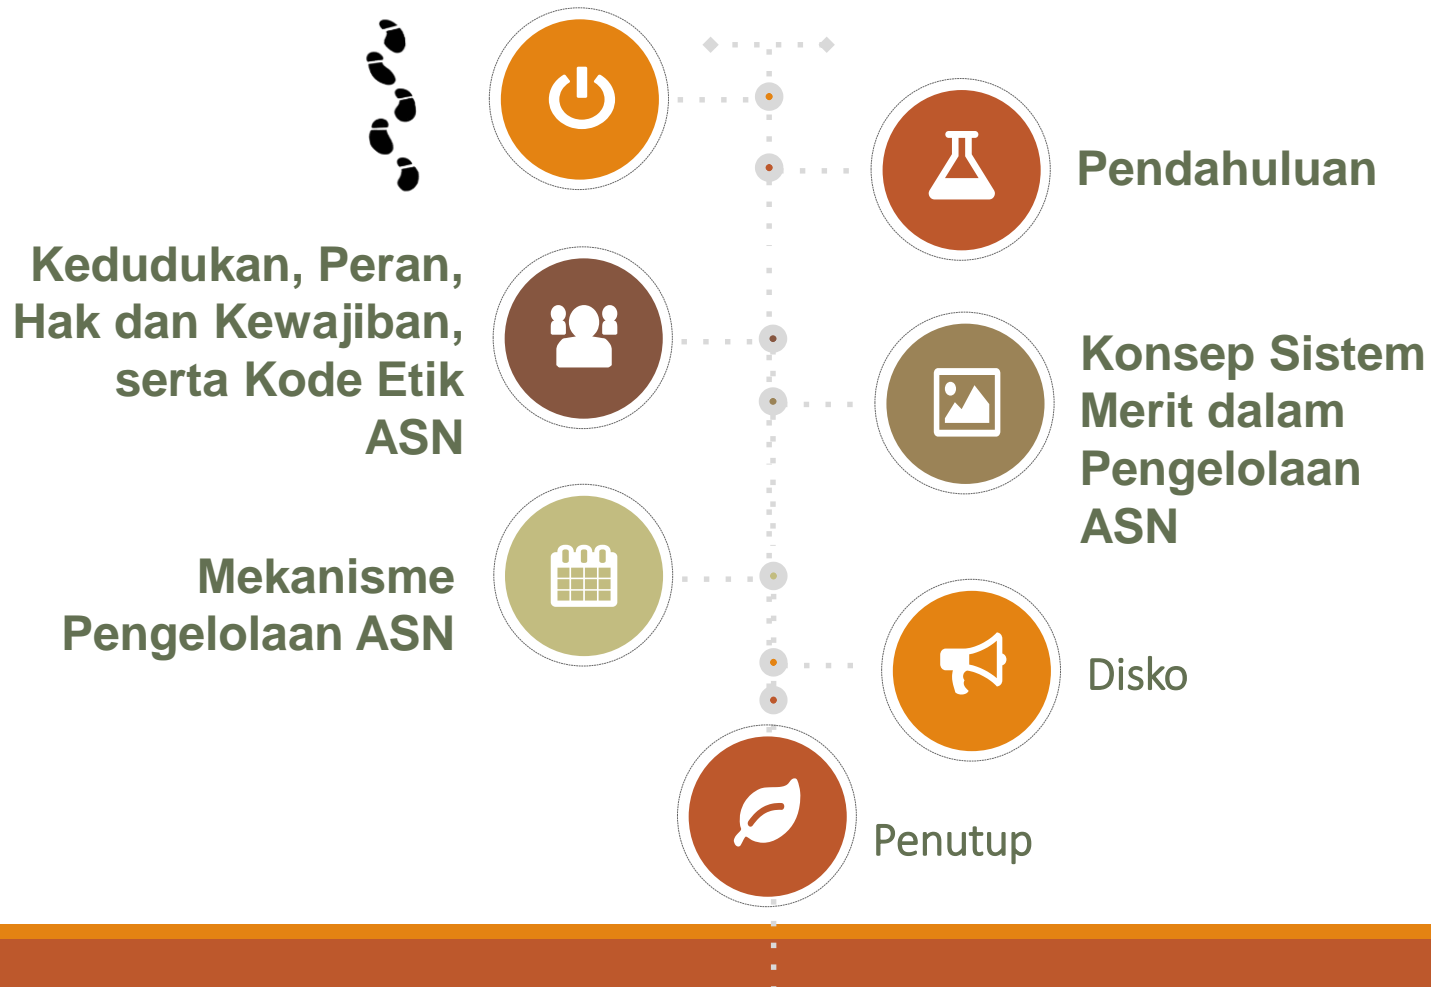 Pendahuluan
Kedudukan, Peran,
Hak dan Kewajiban,
serta Kode Etik
ASN
Konsep Sistem
Merit dalam
Pengelolaan
ASN
Mekanisme
Pengelolaan ASN
Disko
Penutup